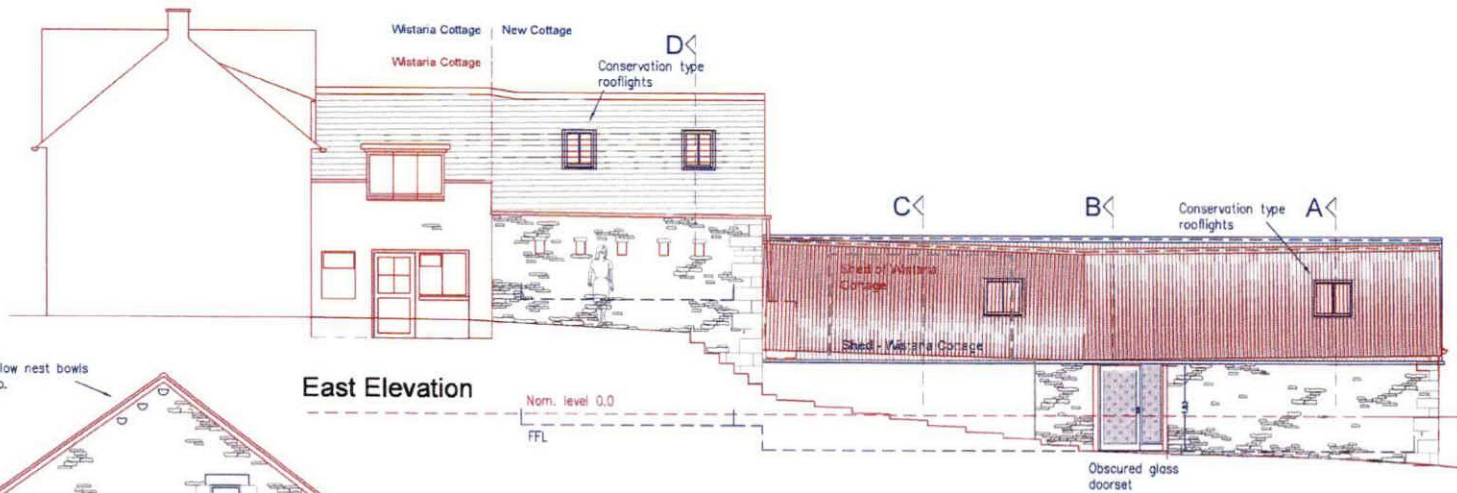 Wistaria Cottage New Cottage
Wistaria Cottage
D
Conservation type
rooflights
C
B
Conservation type
rooflights
A
Shed of Wistaria
Cottage
Shed - Wistaria Cottage
low nest bowls
East Elevation
Nom. level 0,0
FFL
Obscured glass
doorset